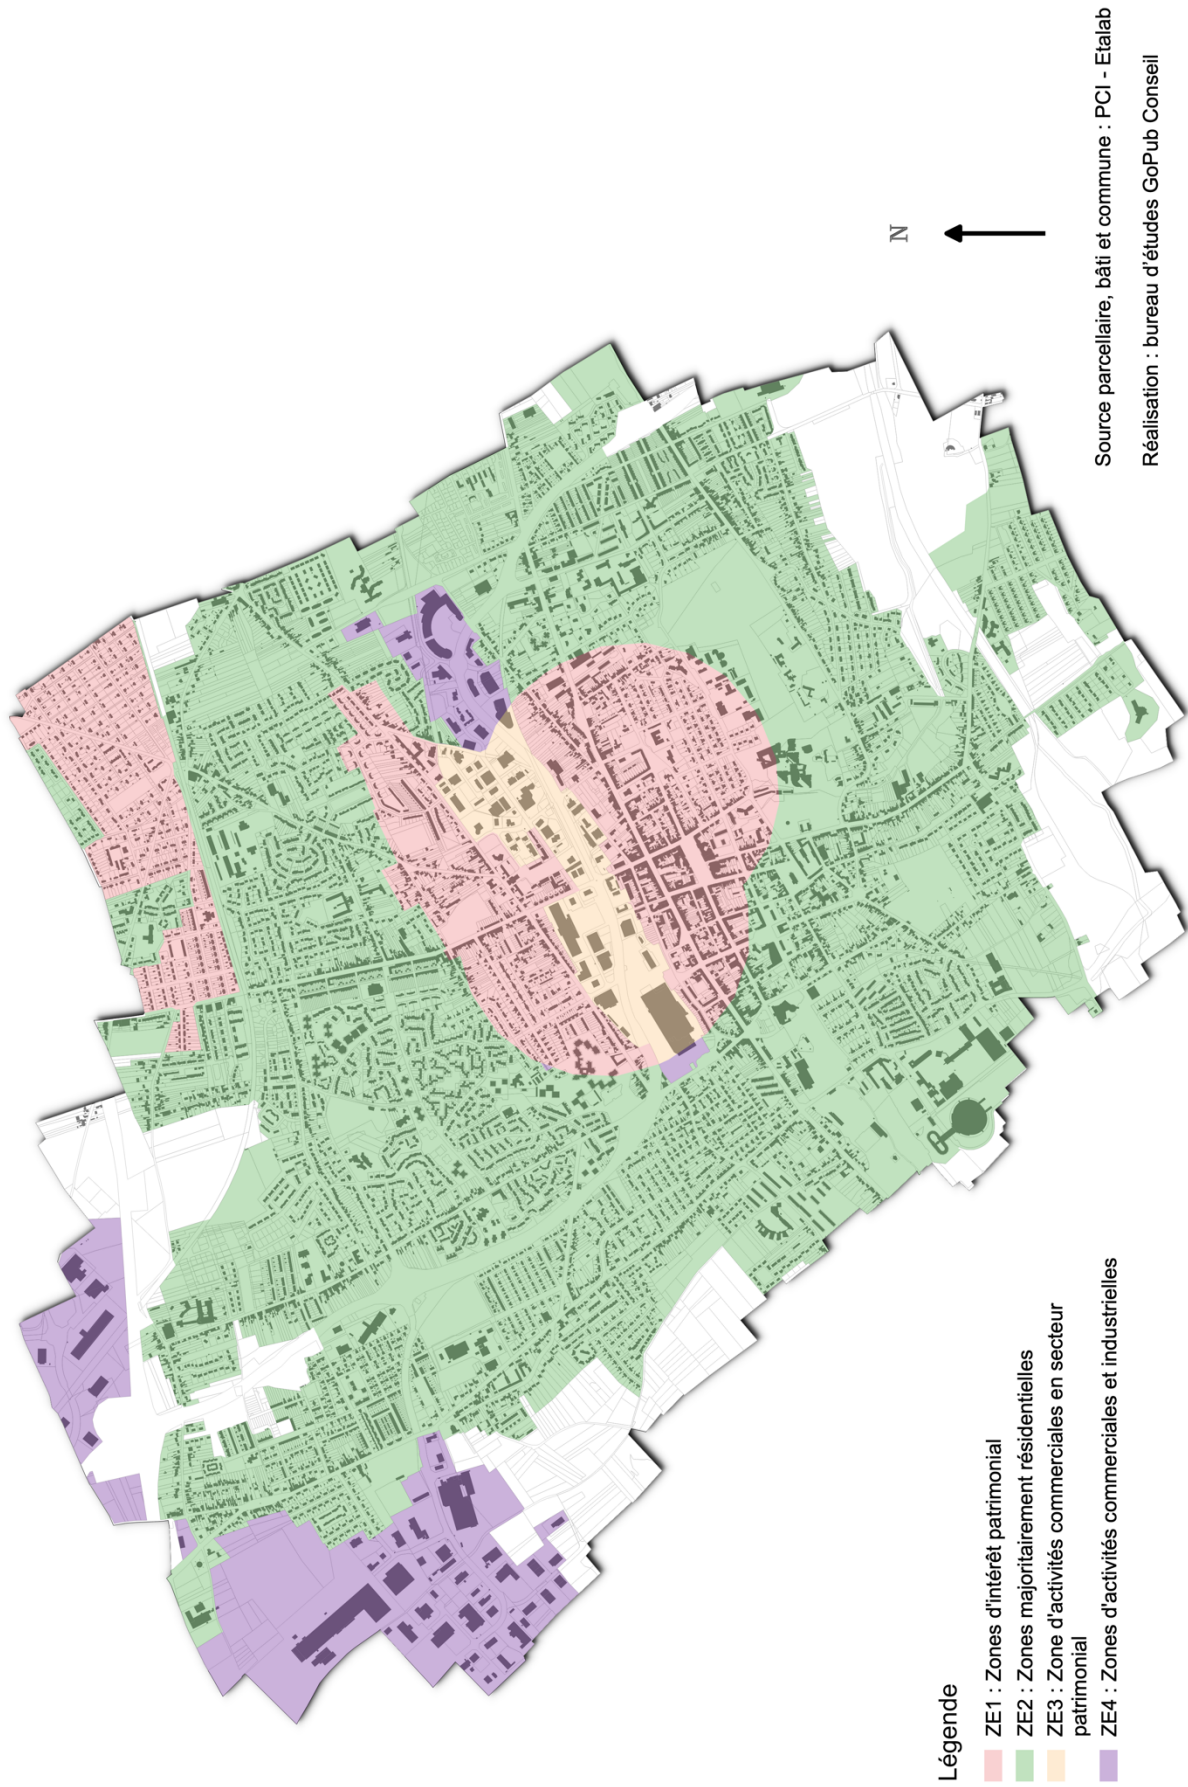 N
Source parcellaire, bâti et commune : PCI - Etalab
Réalisation : bureau d'études GoPub Conseil
Légende
ZE1 : Zones d'intérêt patrimonial
ZE2 : Zones majoritairement résidentielles
ZE3 : Zone d'activités commerciales en secteur
patrimonial
ZE4 : Zones d'activités commerciales et industrielles